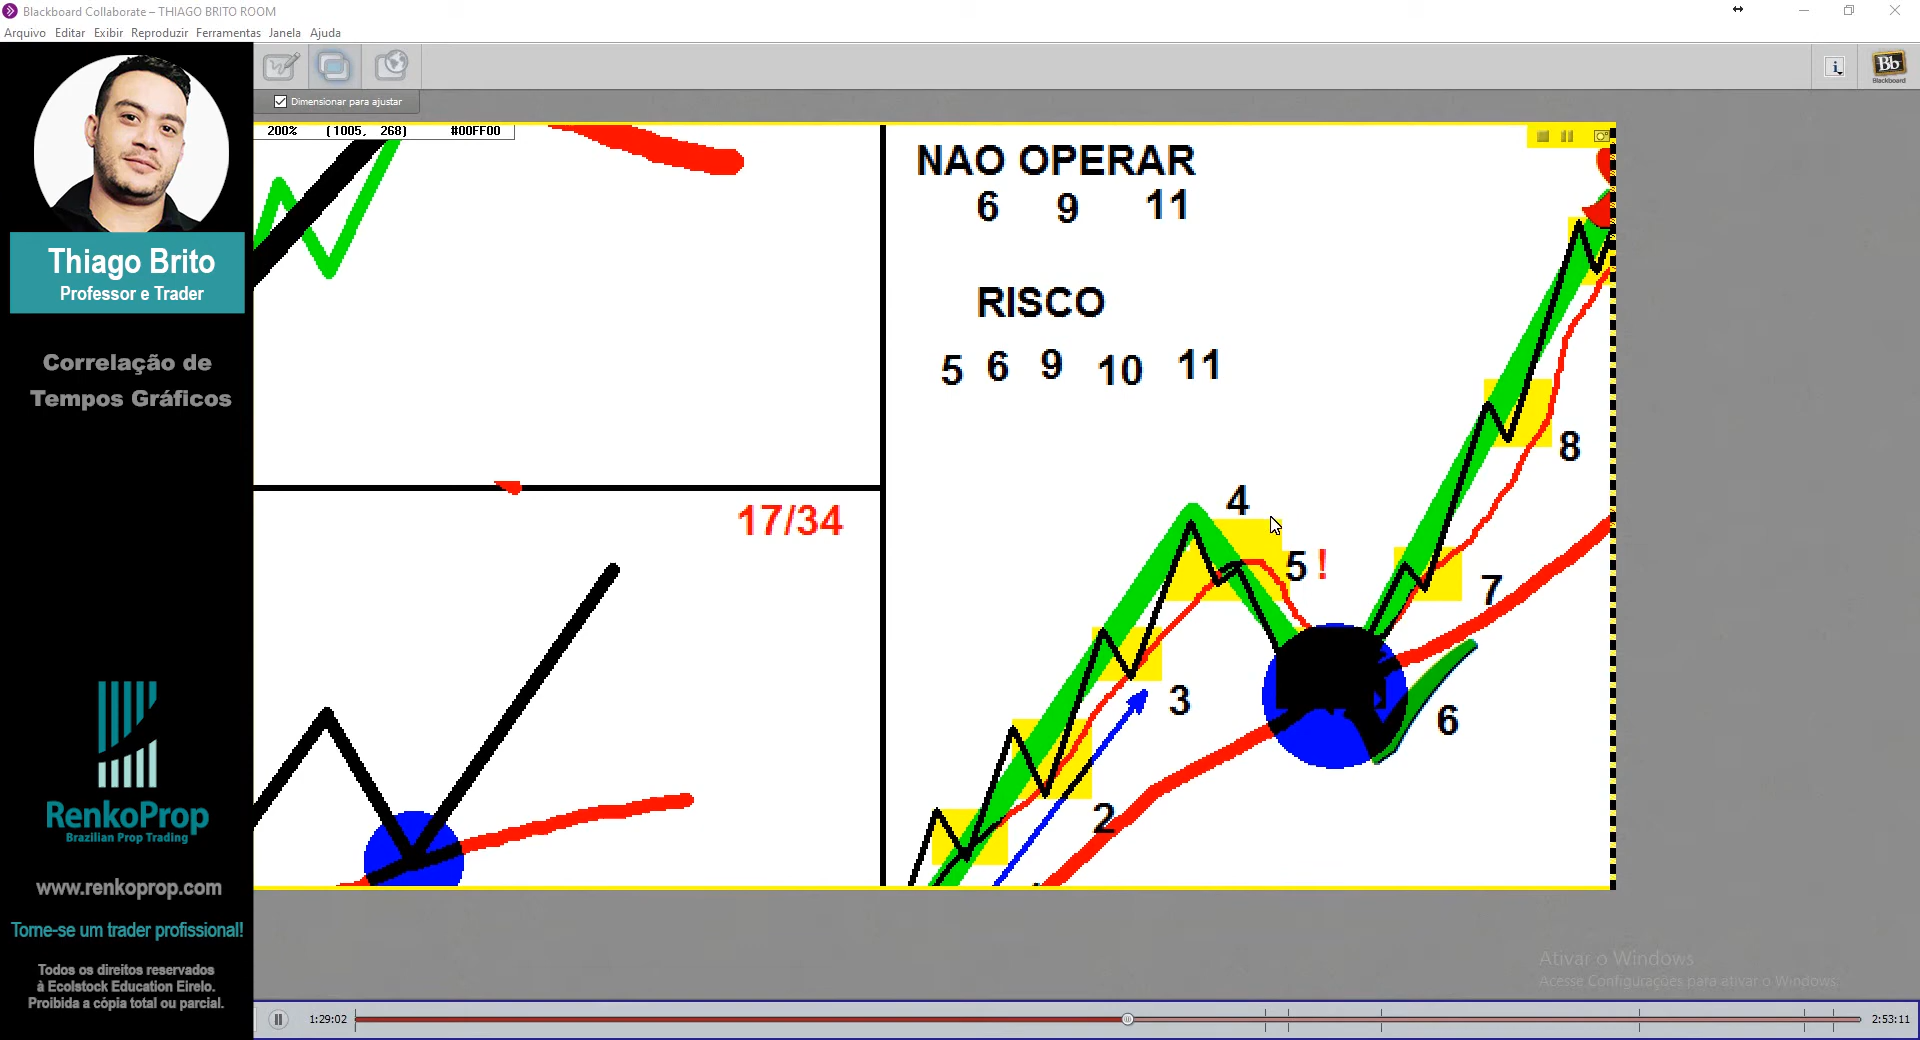 Blackboard Collaborate – THIAGO BRITO ROOM
Arquivo Editar Exibir Reproduzir Ferramentas Janela Ajuda
Bb
Blackboard
Dimensionar para ajustar
200% (1005, 268) #00FF00
Thiago Brito
Professor e Trader
Correlação de
Tempos Gráficos
RenkoProp
Brazilian Prop Trading
www.renkoprop.com
Torne-se um trader profissional!
Todos os direitos reservados
à Ecolstock Education Eirelo.
Proibida a cópia total ou parcial.
17/34
NAO OPERAR
6 9 11
RISCO
5 6 9 10 11
8
4
5!
7
3
6
2
Ativar o Windows
Acesse Configurações para ativar o Windows.
1:29:02
2:53:11